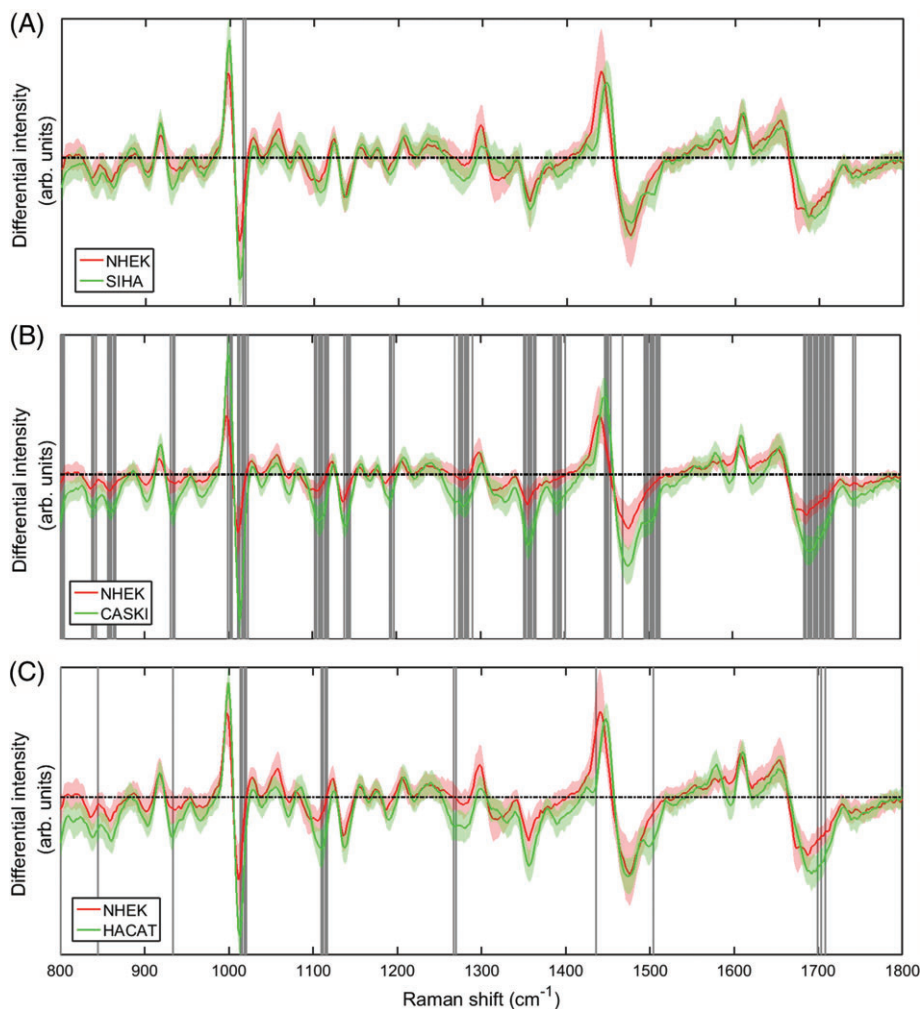 (A)
Differential intensity
(arb. units)
NHEK
SIHA
(B)
Differential intensity
(arb. units)
NHEK
CASKI
(C)
Differential intensity
(arb. units)
NHEK
HACAT
800 900 1000 1100 1200 1300 1400 1500 1600 1700 1800
Raman shift (cm⁻¹)